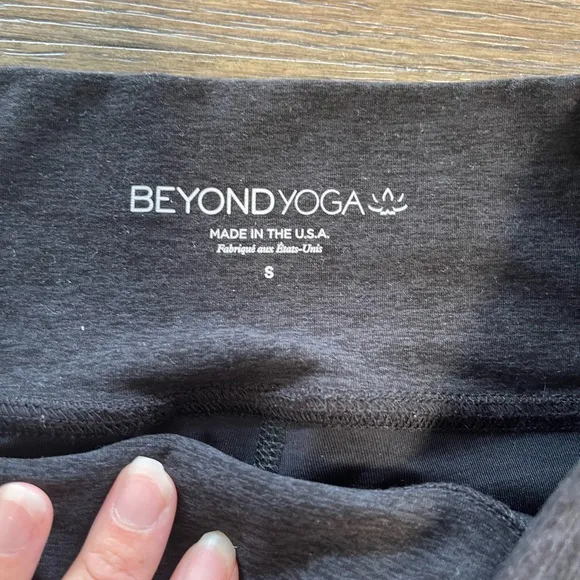 BEYOND YOGA
MADE IN THE U.S.A.
Fabriqué aux États-Unis
S